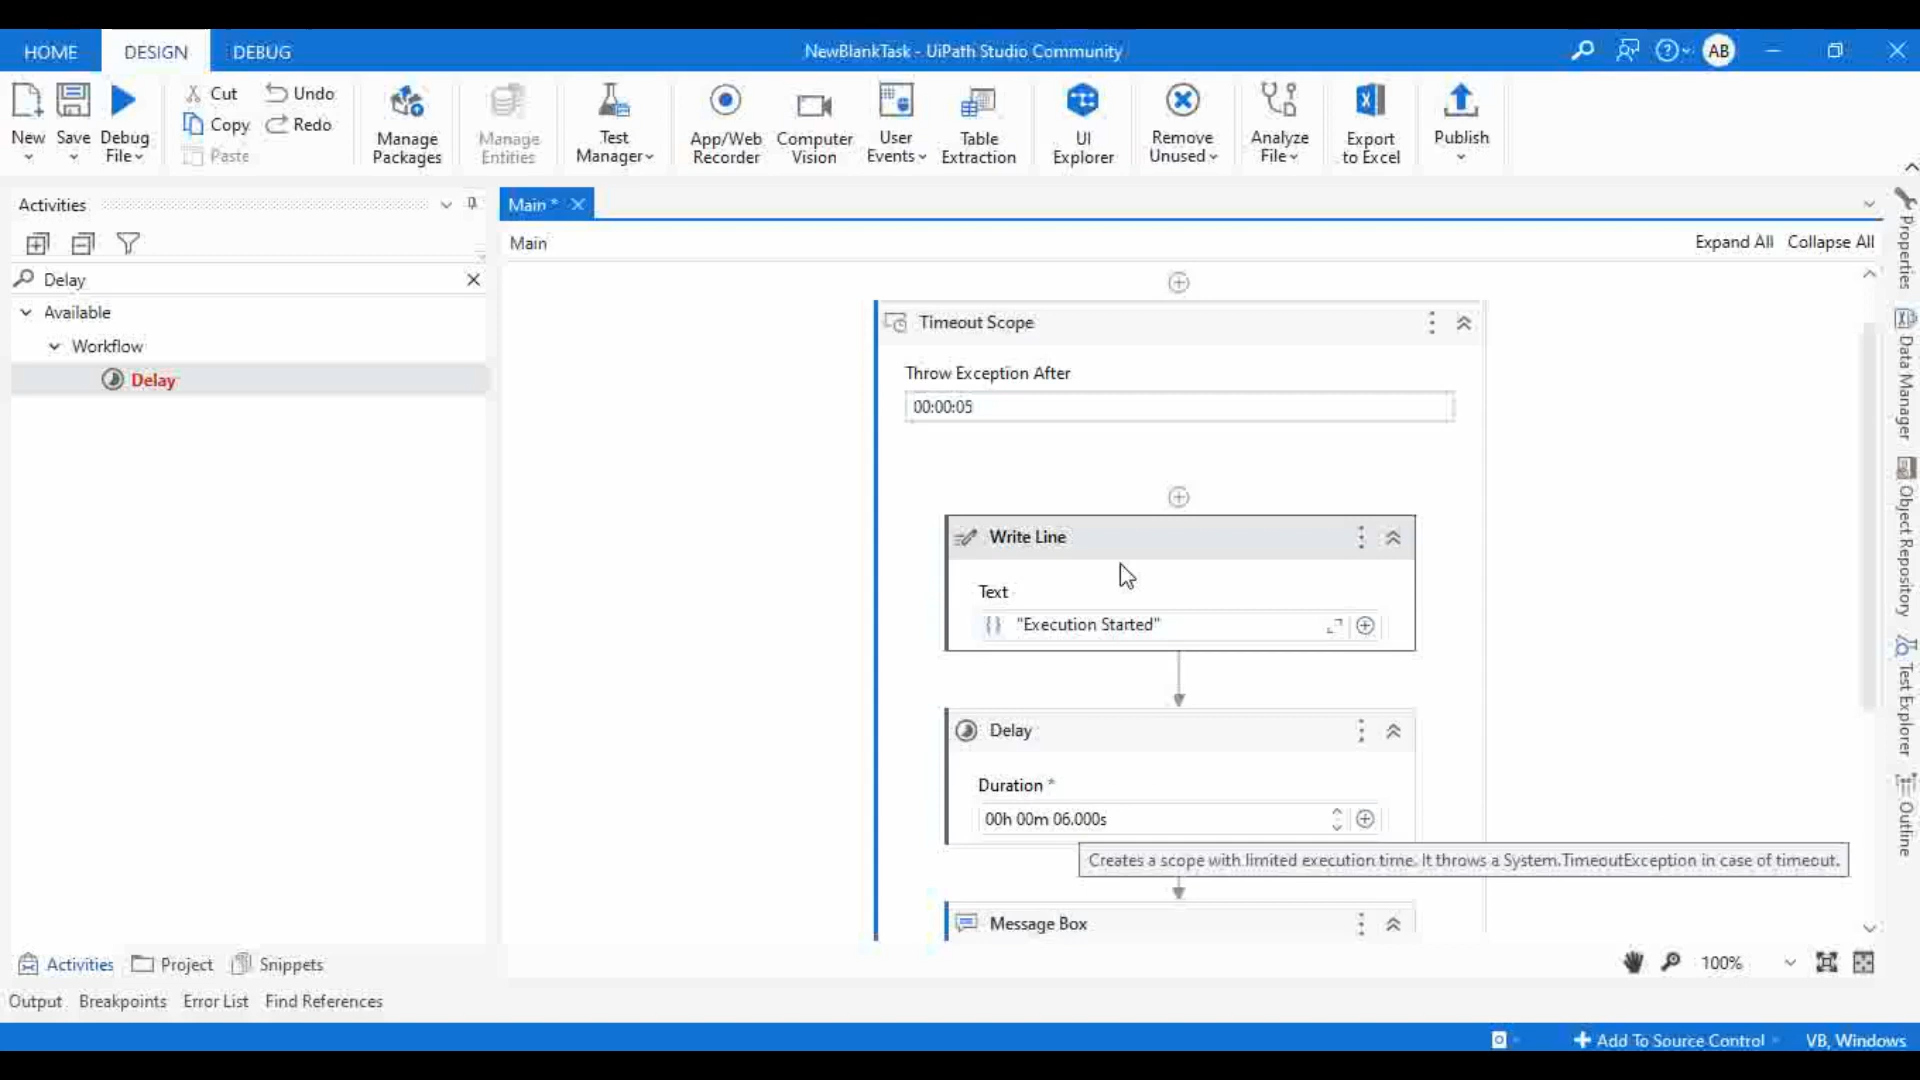 HOME DESIGN DEBUG NewBlankTask - UiPath Studio Community AB
New Save Debug File Cut Copy Paste Undo Redo Manage Packages Manage Entities Test Manager App/Web Recorder Computer Vision User Events Table Extraction UI Explorer Remove Unused Analyze File Export to Excel Publish
Activities
Main *
Main Expand All Collapse All
Delay
Available
Workflow
Delay
Timeout Scope
Throw Exception After
00:00:05
Write Line
Text
"Execution Started"
Delay
Duration *
00h 00m 06.000s
Creates a scope with limited execution time. It throws a System.TimeoutException in case of timeout.
Message Box
Properties
Data Manager
Object Repository
Test Explorer
Outline
Activities Project Snippets 100%
Output Breakpoints Error List Find References
Add To Source Control VB, Windows